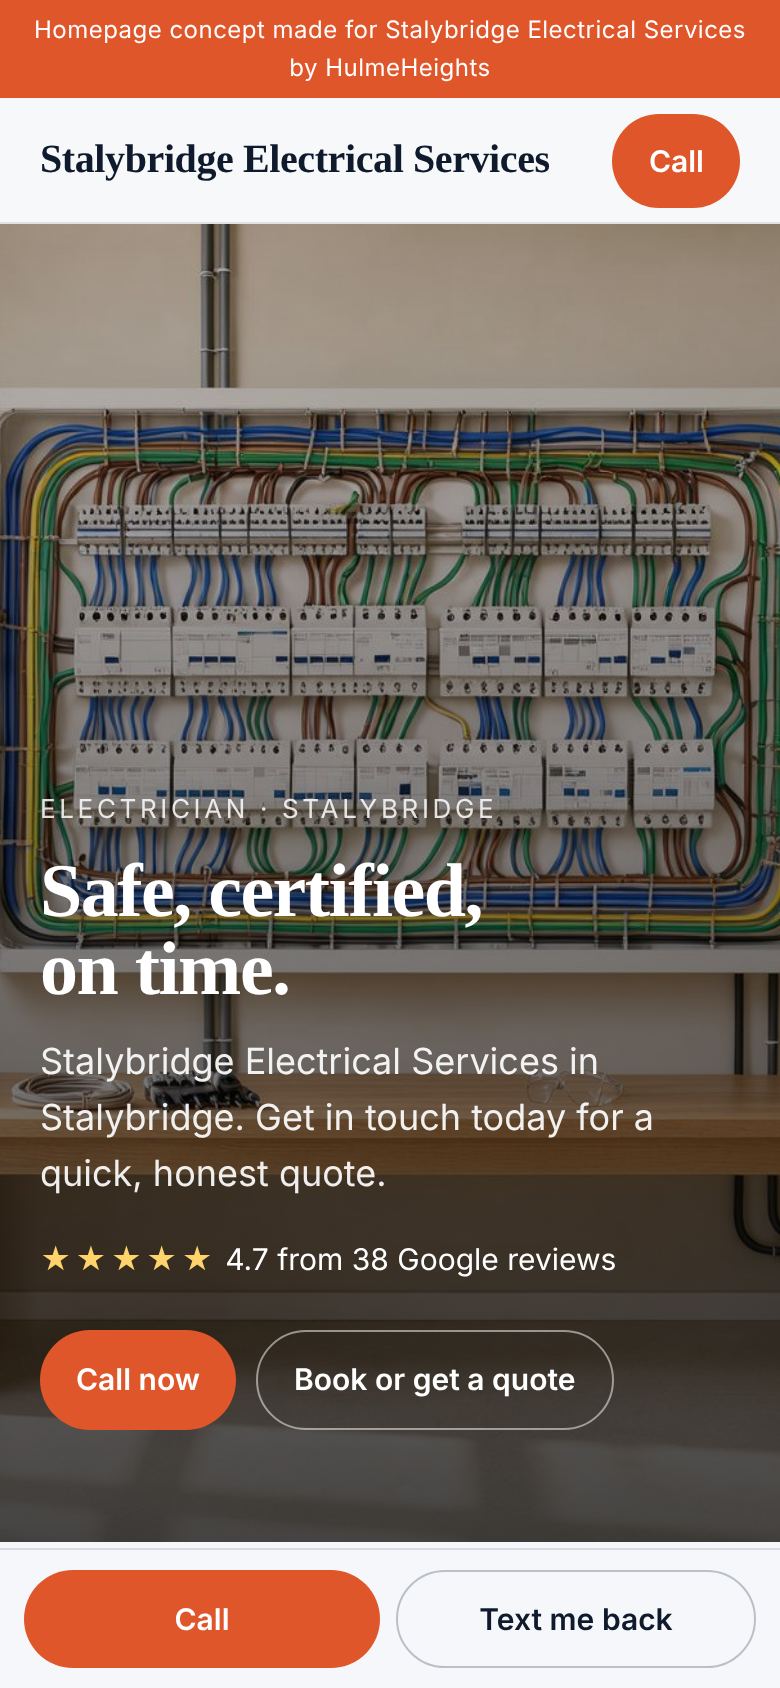 Homepage concept made for Stalybridge Electrical Services
by HulmeHeights
Stalybridge Electrical Services
Call
ELECTRICIAN · STALYBRIDGE
Safe, certified,
on time.
Stalybridge Electrical Services in
Stalybridge. Get in touch today for a
quick, honest quote.
★★★★★ 4.7 from 38 Google reviews
Call now
Book or get a quote
Call
Text me back